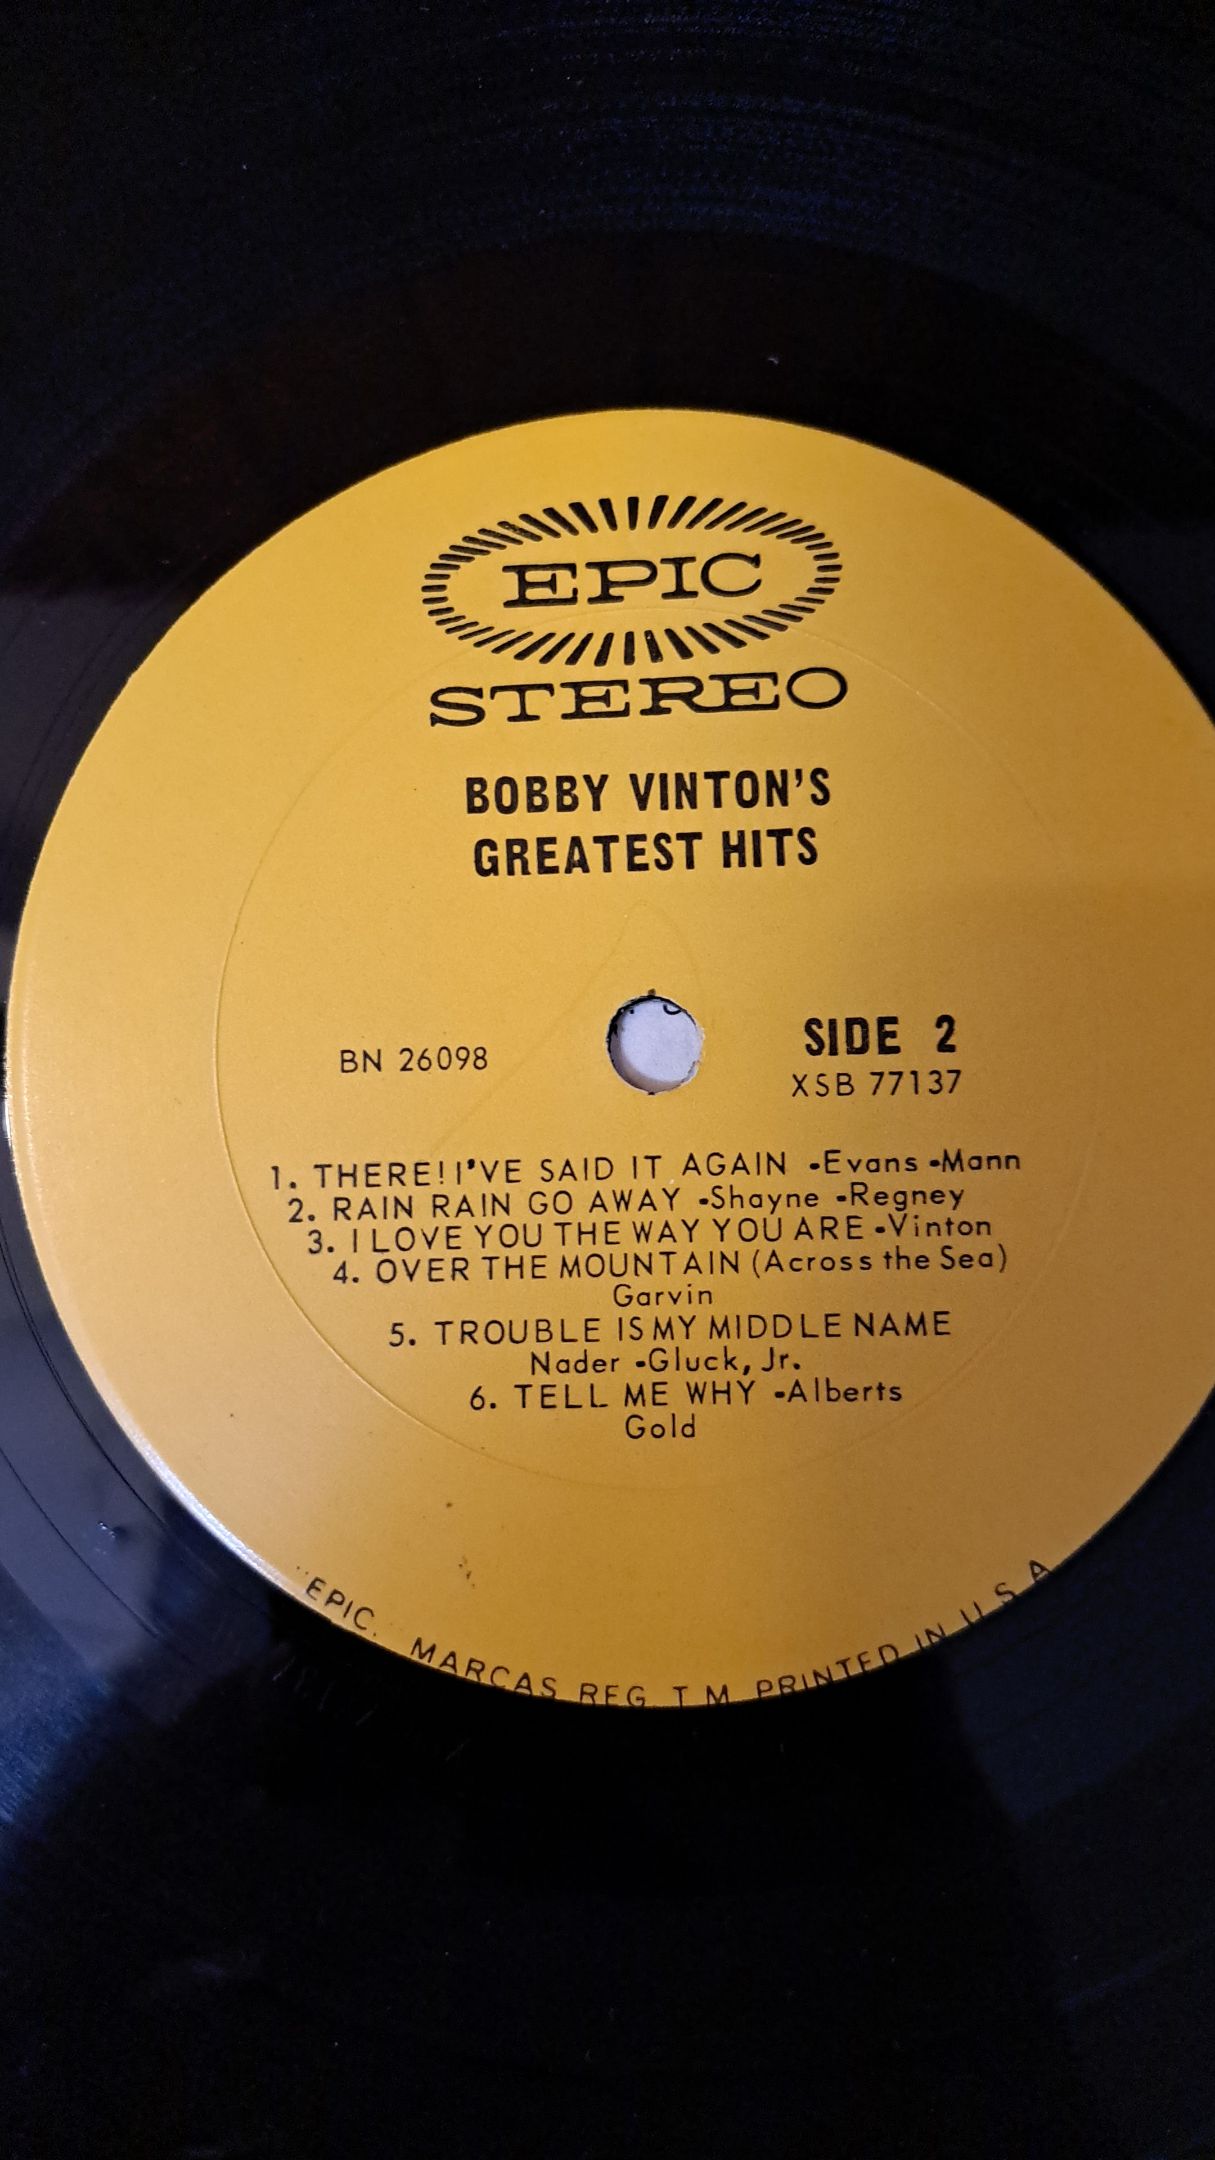 EPIC
STEREO
BOBBY VINTON'S
GREATEST HITS
BN 26098
SIDE 2
XSB 77137
1. THERE! I'VE SAID IT AGAIN •Evans •Mann
2. RAIN RAIN GO AWAY •Shayne •Regney
3. I LOVE YOU THE WAY YOU ARE •Vinton
4. OVER THE MOUNTAIN (Across the Sea)
Garvin
5. TROUBLE IS MY MIDDLE NAME
Nader •Gluck, Jr.
6. TELL ME WHY •Alberts
Gold
"EPIC," MARCAS REG. T M PRINTED IN U S A